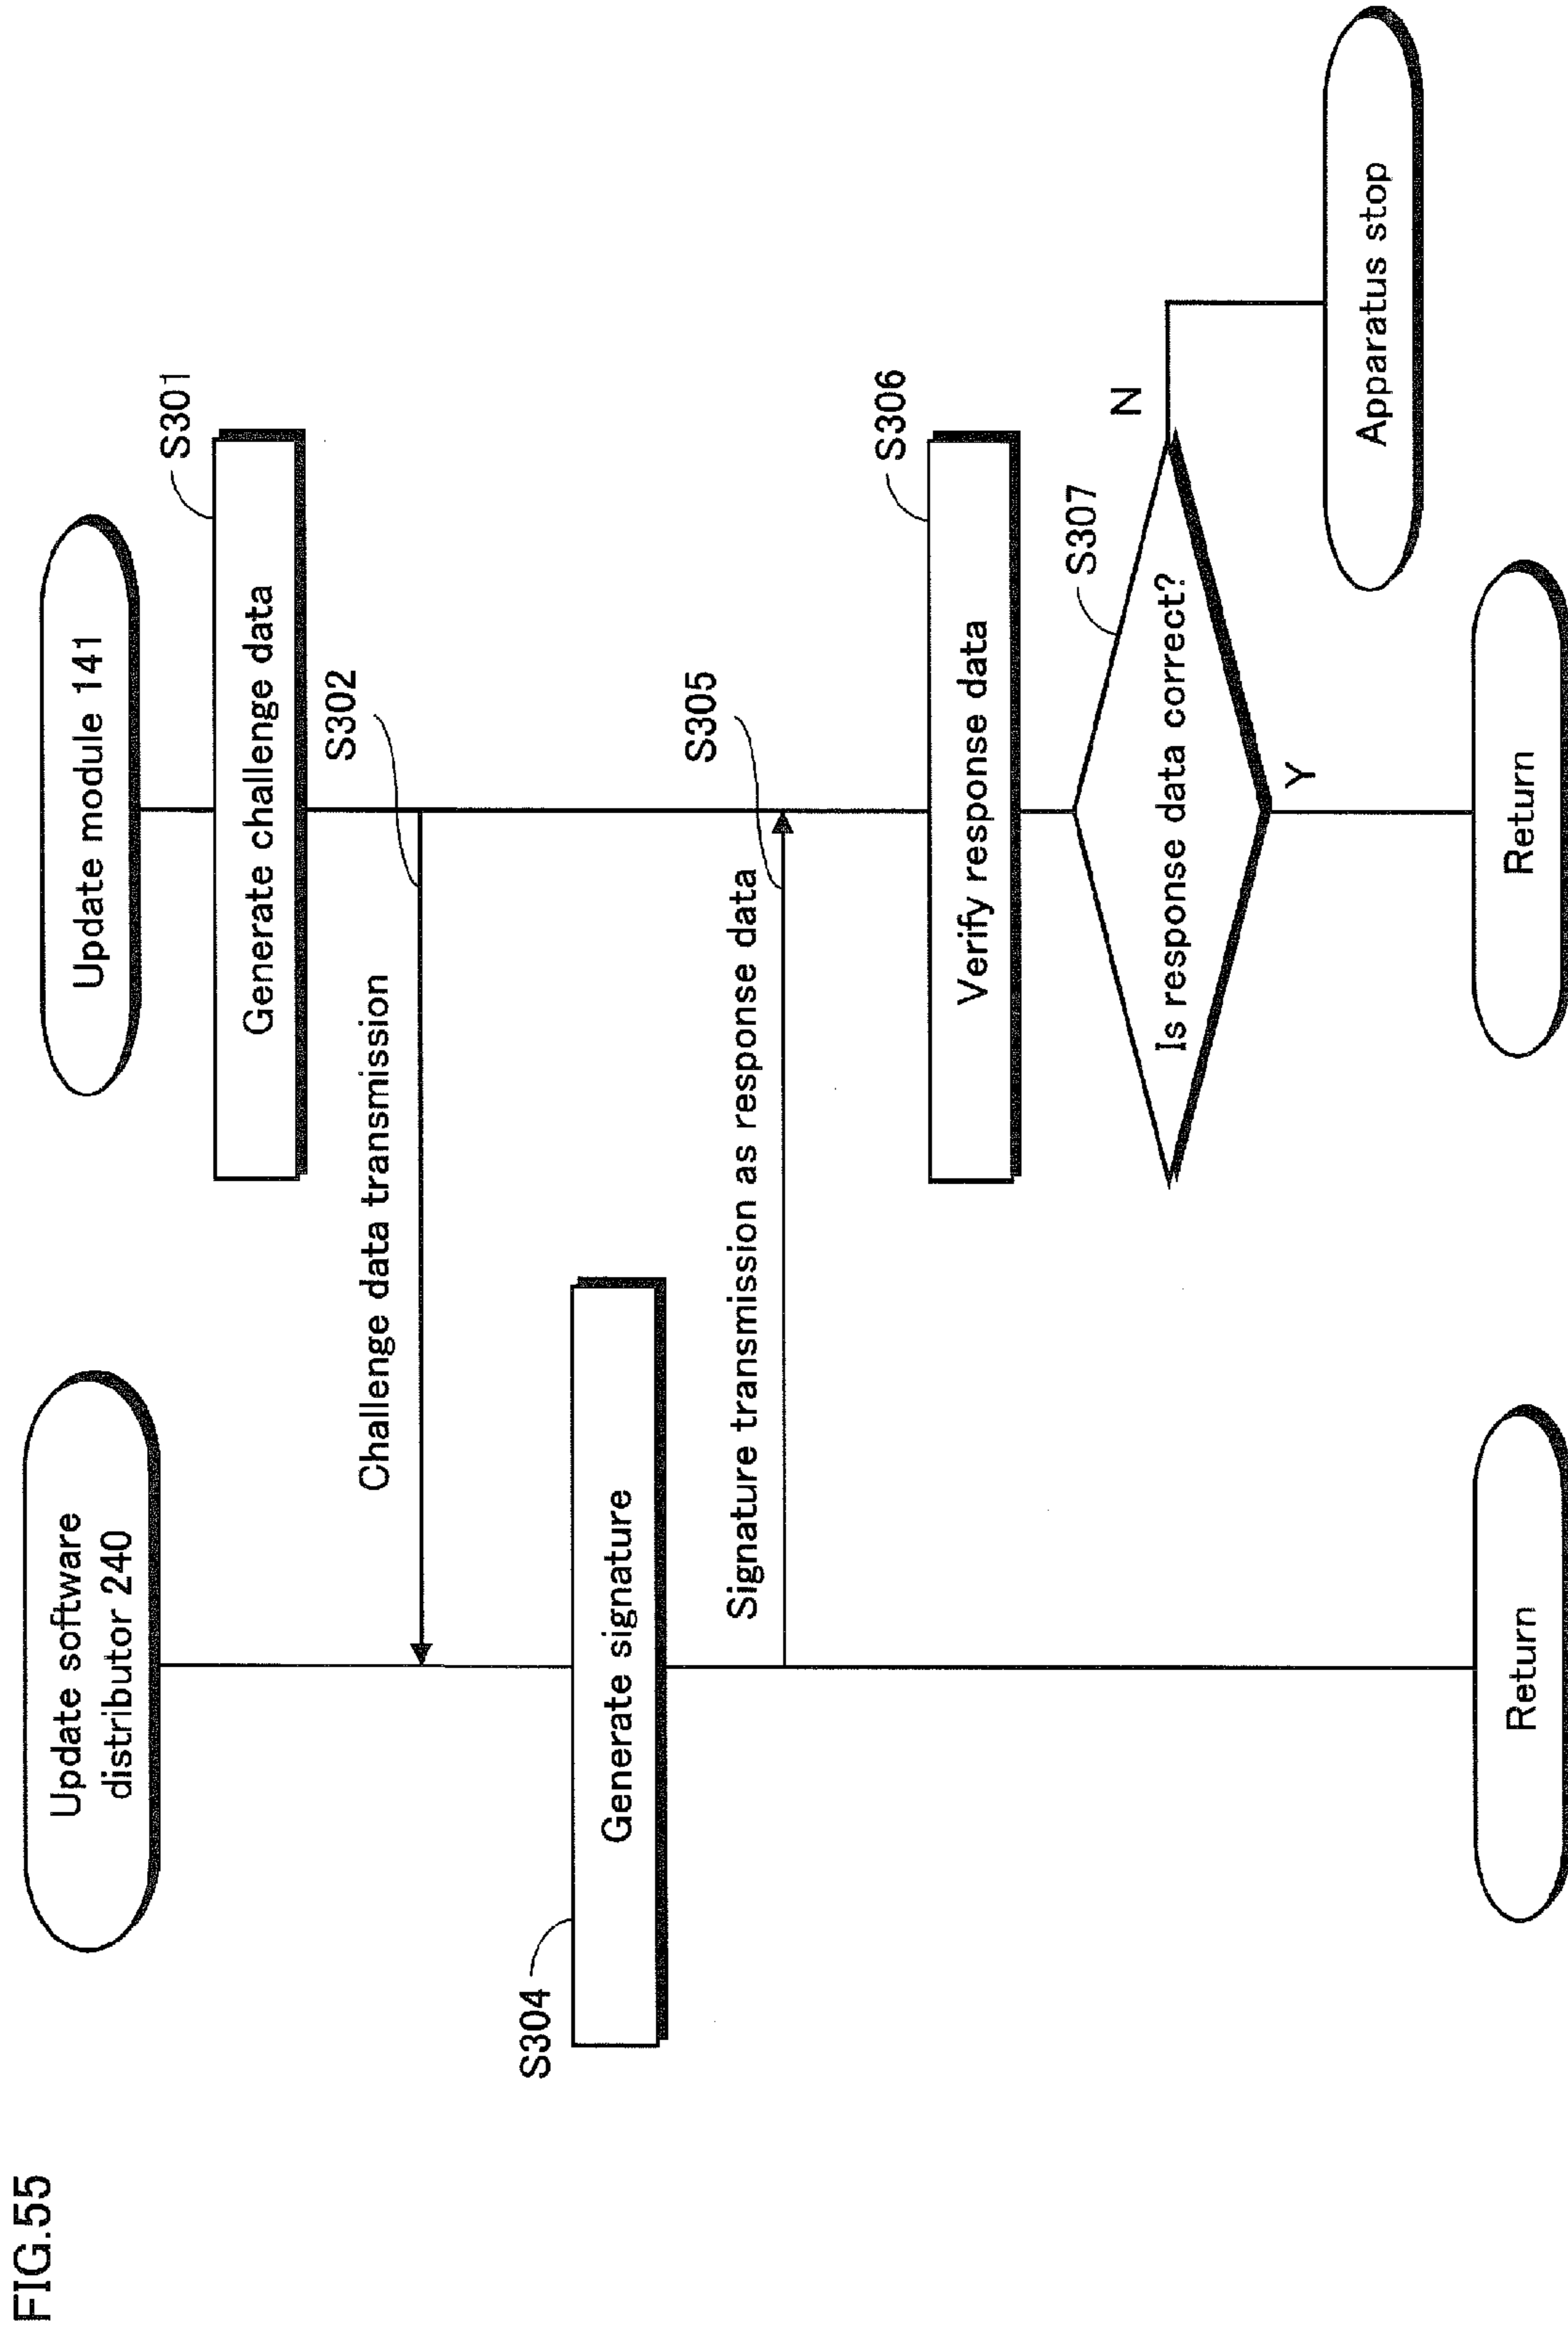 FIG.55
Update software
distributor 240
Update module 141
S301
Generate challenge data
S302
Challenge data transmission
S304
Generate signature
S305
Signature transmission as response data
S306
Verify response data
S307
Is response data correct?
N
Y
Apparatus stop
Return
Return